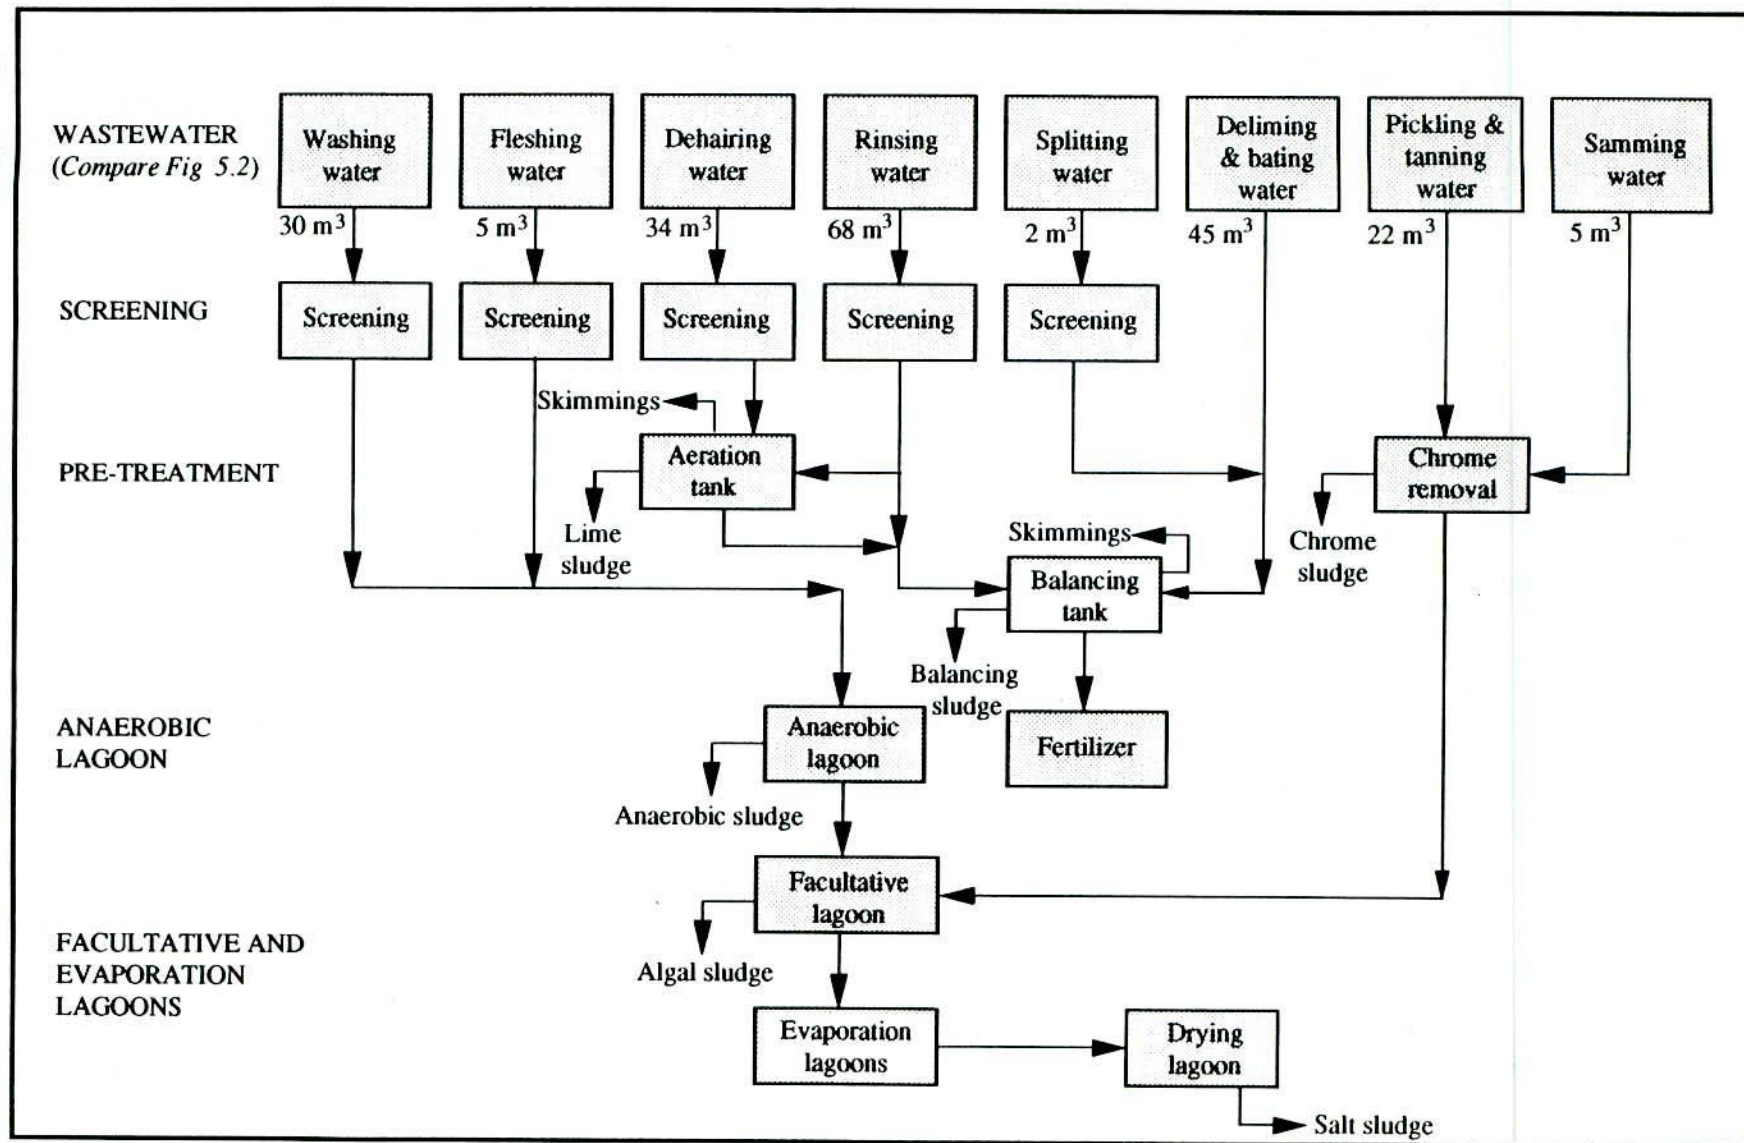 WASTEWATER
(Compare Fig 5.2)
Washing
water
Fleshing
water
Dehairing
water
Rinsing
water
Splitting
water
Deliming
& bating
water
Pickling &
tanning
water
Samming
water
30 m³
5 m³
34 m³
68 m³
2 m³
45 m³
22 m³
5 m³
SCREENING
Screening
Screening
Screening
Screening
Screening
PRE-TREATMENT
Skimmings
Aeration
tank
Lime
sludge
Chrome
removal
Chrome
sludge
Skimmings
Balancing
tank
Balancing
sludge
Fertilizer
ANAEROBIC
LAGOON
Anaerobic
lagoon
Anaerobic sludge
FACULTATIVE AND
EVAPORATION
LAGOONS
Facultative
lagoon
Algal sludge
Evaporation
lagoons
Drying
lagoon
Salt sludge